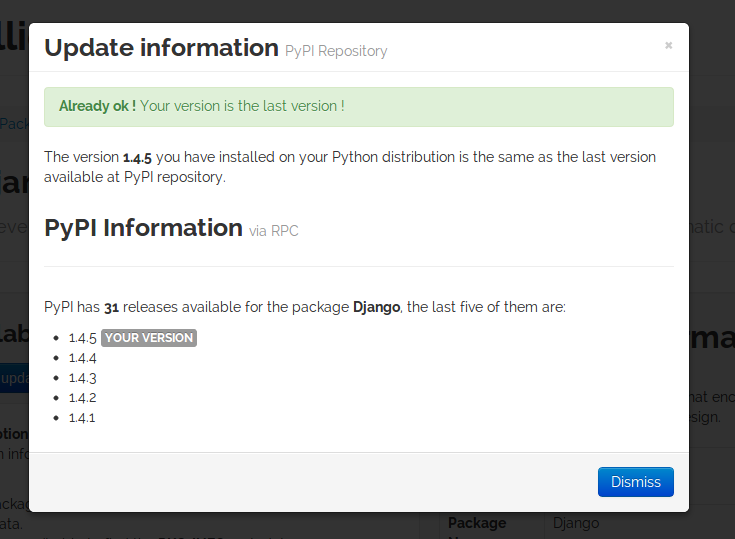 Update information PyPI Repository
×
Already ok ! Your version is the last version !
The version 1.4.5 you have installed on your Python distribution is the same as the last version
available at PyPI repository.
PyPI Information via RPC
PyPI has 31 releases available for the package Django, the last five of them are:
1.4.5 YOUR VERSION
1.4.4
1.4.3
1.4.2
1.4.1
Dismiss
Package
Django